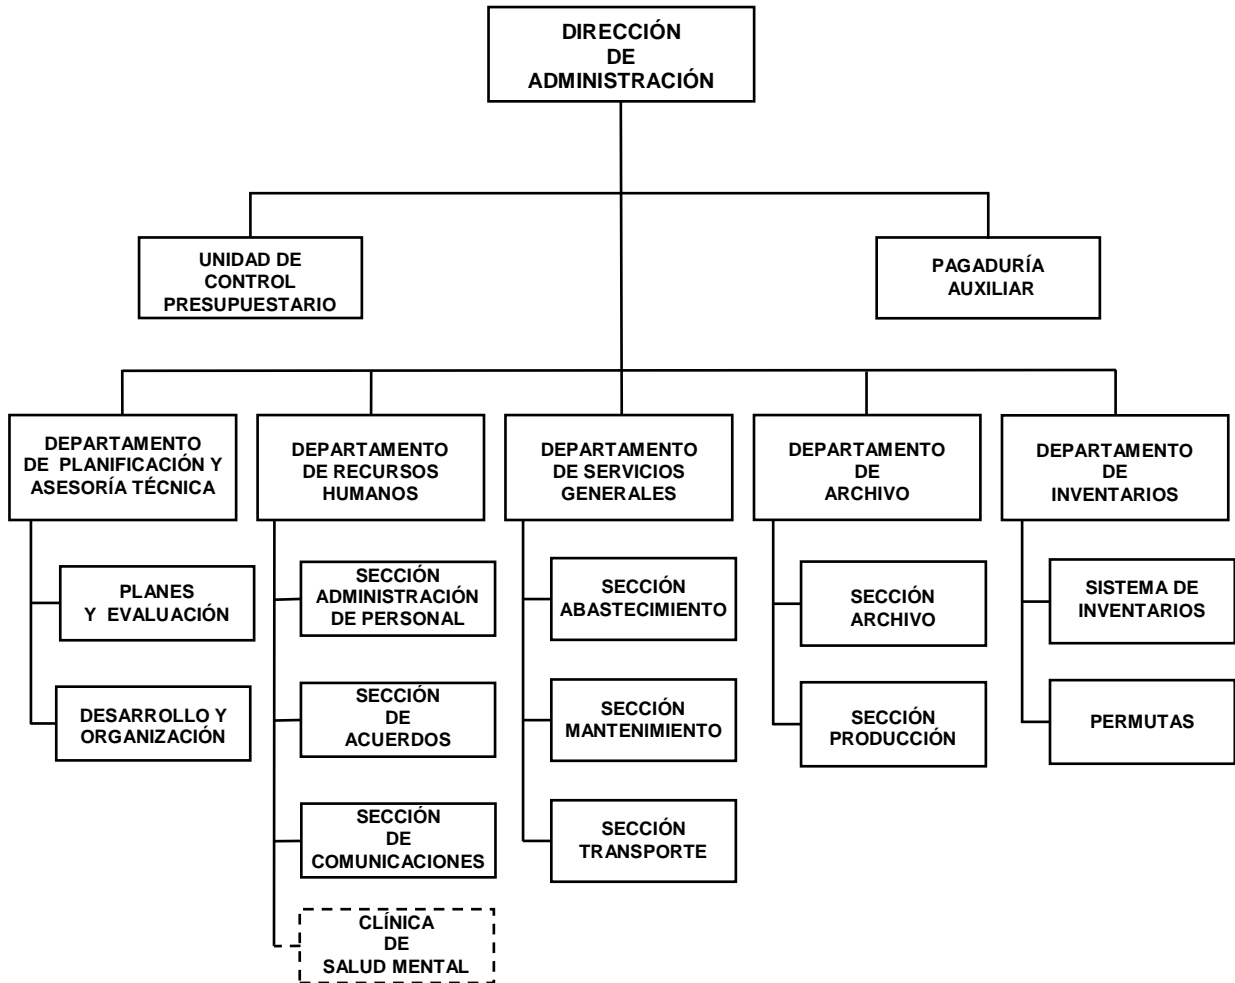 DIRECCIÓN
DE
ADMINISTRACIÓN
UNIDAD DE
CONTROL
PRESUPUESTARIO
PAGADURÍA
AUXILIAR
DEPARTAMENTO
DE PLANIFICACIÓN Y
ASESORÍA TÉCNICA
DEPARTAMENTO
DE RECURSOS
HUMANOS
DEPARTAMENTO
DE SERVICIOS
GENERALES
DEPARTAMENTO
DE
ARCHIVO
DEPARTAMENTO
DE
INVENTARIOS
PLANES
Y EVALUACIÓN
DESARROLLO Y
ORGANIZACIÓN
SECCIÓN
ADMINISTRACIÓN
DE PERSONAL
SECCIÓN
DE
ACUERDOS
SECCIÓN
DE
COMUNICACIONES
CLÍNICA
DE
SALUD MENTAL
SECCIÓN
ABASTECIMIENTO
SECCIÓN
MANTENIMIENTO
SECCIÓN
TRANSPORTE
SECCIÓN
ARCHIVO
SECCIÓN
PRODUCCIÓN
SISTEMA DE
INVENTARIOS
PERMUTAS